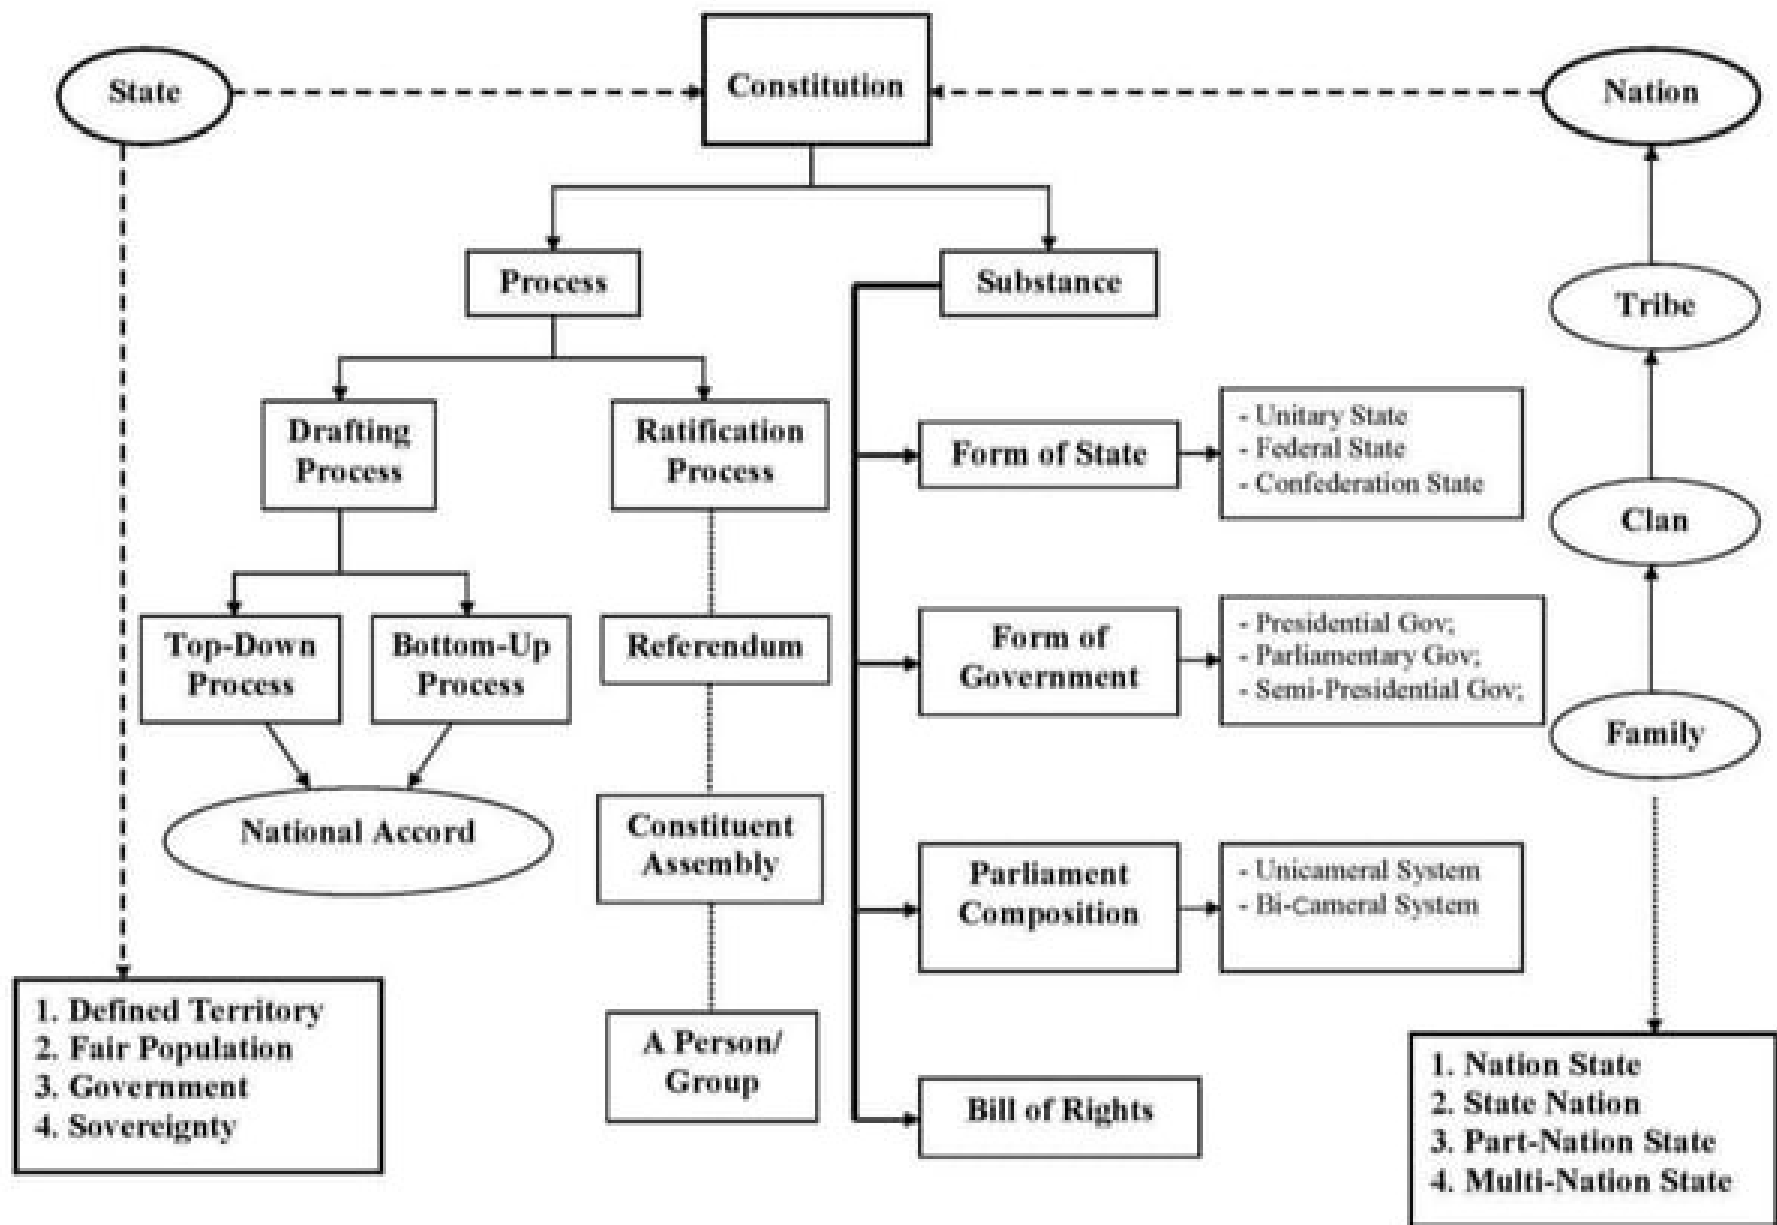 State
Constitution
Nation
Process
Substance
Tribe
Drafting
Process
Ratification
Process
Form of State
- Unitary State
- Federal State
- Confederation State
Clan
Top-Down
Process
Bottom-Up
Process
Referendum
Form of
Government
- Presidential Gov;
- Parliamentary Gov;
- Semi-Presidential Gov;
Family
National Accord
Constituent
Assembly
Parliament
Composition
- Unicameral System
- Bi-Cameral System
1. Defined Territory
2. Fair Population
3. Government
4. Sovereignty
A Person/
Group
Bill of Rights
1. Nation State
2. State Nation
3. Part-Nation State
4. Multi-Nation State